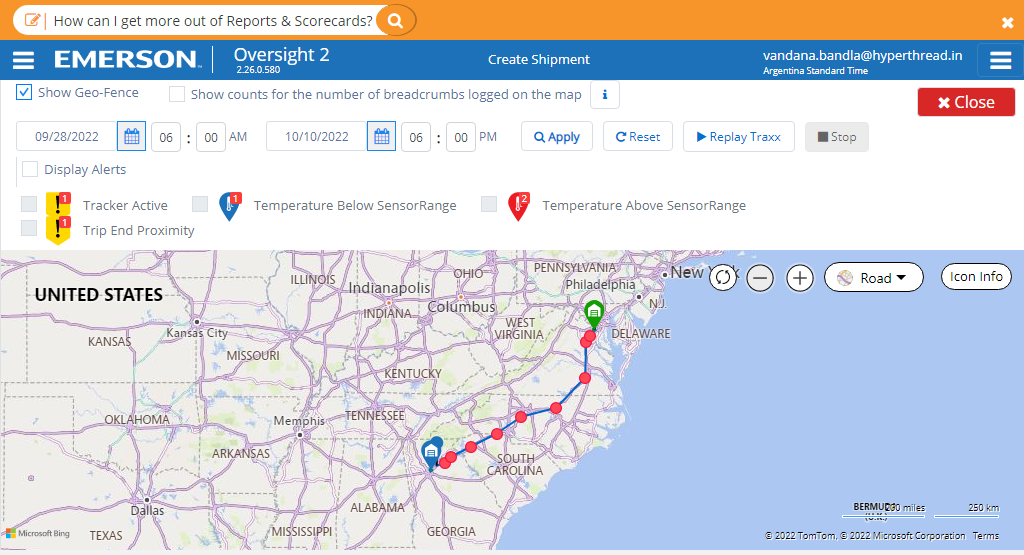 How can I get more out of Reports & Scorecards?
EMERSON
Oversight 2
2.26.0.580
Create Shipment
vandana.bandla@hyperthread.in
Argentina Standard Time
Show Geo-Fence
Show counts for the number of breadcrumbs logged on the map
i
Close
09/28/2022
06 : 00 AM
10/10/2022
06 : 00 PM
Apply
Reset
Replay Traxx
Stop
Display Alerts
1
Tracker Active
1
Temperature Below SensorRange
2
Temperature Above SensorRange
1
Trip End Proximity
UNITED STATES
ILLINOIS
Indianapolis
INDIANA
OHIO
Columbus
PENNSYLVANIA
Philadelphia
N.J.
Road
Icon Info
Kansas City
KANSAS
MISSOURI
WEST
VIRGINIA
DELAWARE
KENTUCKY
OKLAHOMA
Memphis
TENNESSEE
ARKANSAS
SOUTH
CAROLINA
Dallas
ALABAMA
TEXAS
MISSISSIPPI
GEORGIA
Microsoft Bing
miles
250 km
© 2022 TomTom, © 2022 Microsoft Corporation Terms